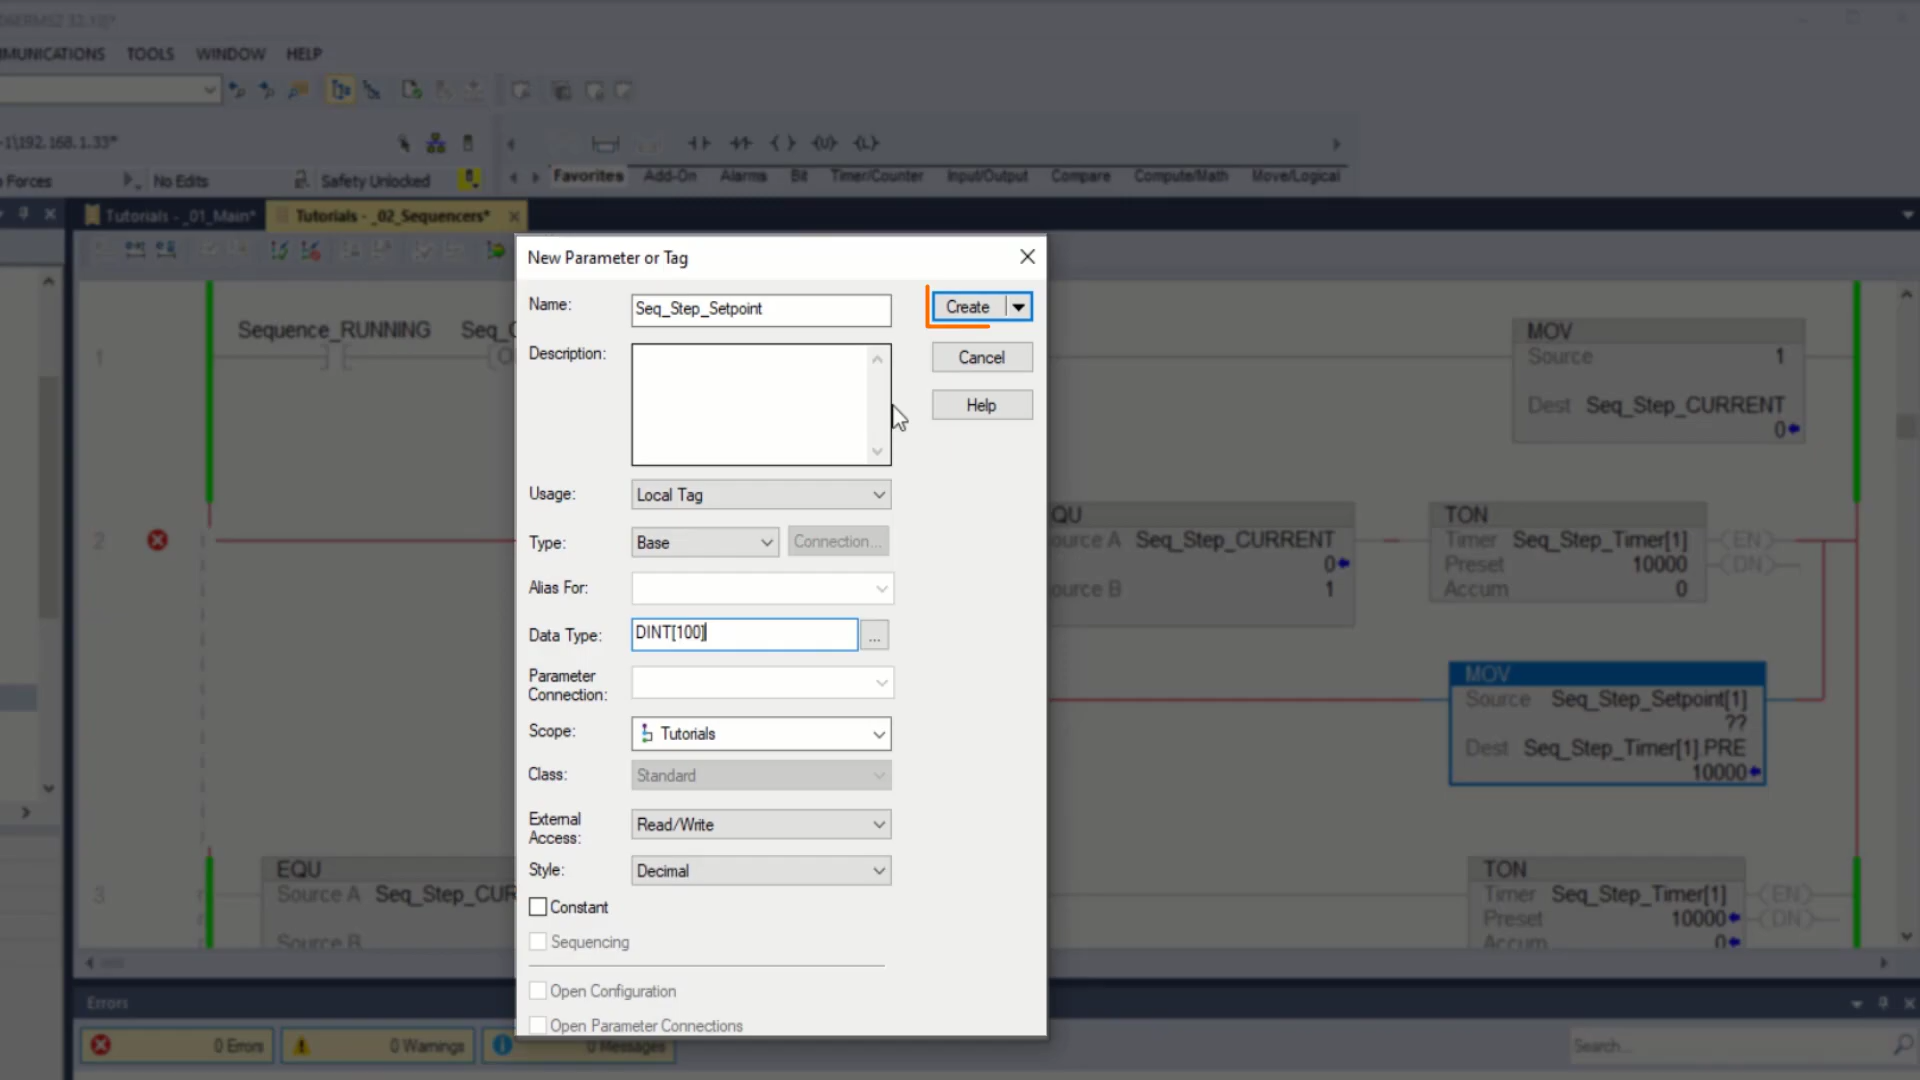 MUNICATIONS TOOLS WINDOW HELP
-1\192.168.1.33*
Forces No Edits Safety Unlocked
Favorites Add-On Alarms Bit Timer/Counter Input/Output Compare Compute/Math Move/Logical
Tutorials - _01_Main* Tutorials - _02_Sequencers*
New Parameter or Tag
Name: Seq_Step_Setpoint
Create
Description:
Cancel
Help
Usage: Local Tag
Type: Base Connection...
Alias For:
Data Type: DINT[100] ...
Parameter
Connection:
Scope: Tutorials
Class: Standard
External
Access: Read/Write
Style: Decimal
Constant
Sequencing
Open Configuration
Open Parameter Connections
1
Sequence_RUNNING
MOV
Source 1
Dest Seq_Step_CURRENT
0
2
QU
ource A Seq_Step_CURRENT
0
ource B 1
TON
Timer Seq_Step_Timer[1] (EN)
Preset 10000 (DN)
Accum 0
MOV
Source Seq_Step_Setpoint[1]
??
Dest Seq_Step_Timer[1].PRE
10000
3
EQU
Source A Seq_Step_CUR
Source B
TON
Timer Seq_Step_Timer[1] (EN)
Preset 10000 (DN)
Accum 0
Errors
0 Errors 0 Warnings 0 Messages
Search...